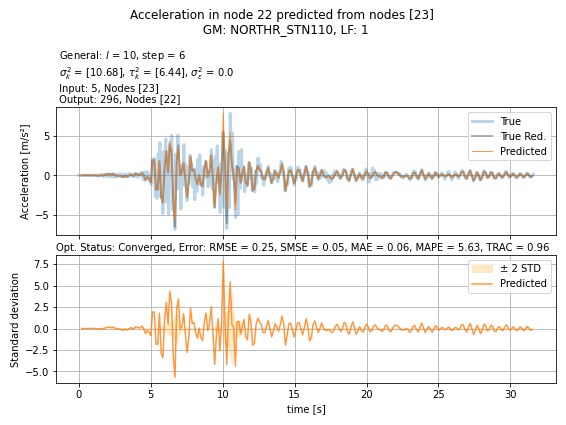 Acceleration in node 22 predicted from nodes [23]
GM: NORTHR_STN110, LF: 1
General: l = 10, step = 6
σ²ₖ = [10.68], τ²ₖ = [6.44], σ²ε = 0.0
Input: 5, Nodes [23]
Output: 296, Nodes [22]
Acceleration [m/s²]
5
0
−5
True
True Red.
Predicted
Opt. Status: Converged, Error: RMSE = 0.25, SMSE = 0.05, MAE = 0.06, MAPE = 5.63, TRAC = 0.96
Standard deviation
7.5
5.0
2.5
0.0
−2.5
−5.0
± 2 STD
Predicted
0 5 10 15 20 25 30
time [s]